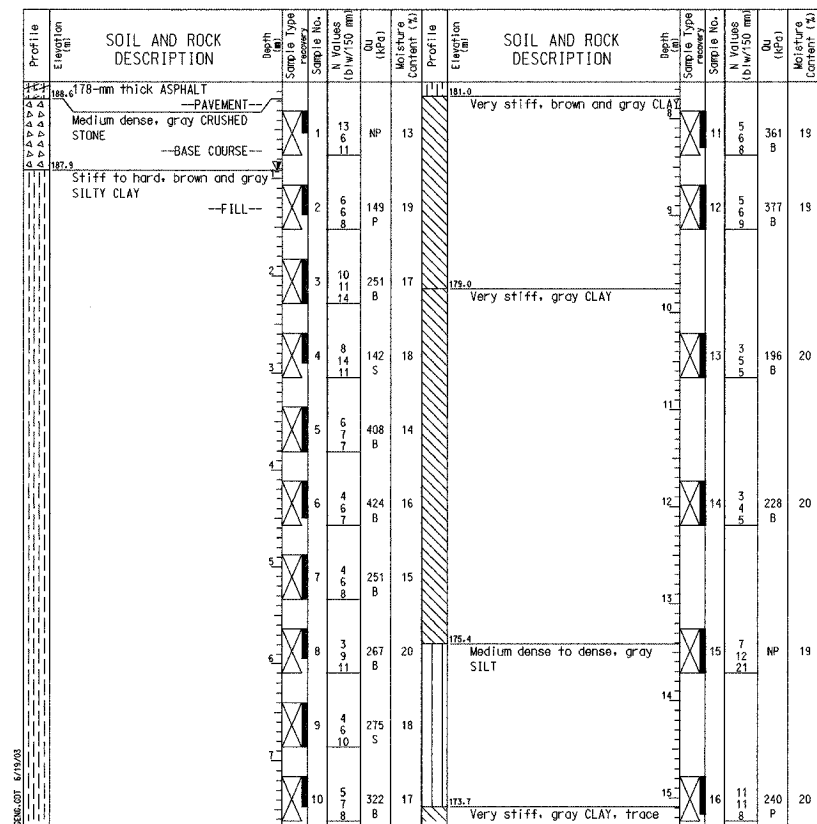 Profile
Elevation (m)
SOIL AND ROCK DESCRIPTION
Depth (m)
Sample Type recovery
Sample No.
N Values (blw/150 mm)
Qu (kPa)
Moisture Content (%)
Profile
Elevation (m)
SOIL AND ROCK DESCRIPTION
Depth (m)
Sample Type recovery
Sample No.
N Values (blw/150 mm)
Qu (kPa)
Moisture Content (%)
188.6 178-mm thick ASPHALT
--PAVEMENT--
Medium dense, gray CRUSHED
STONE
--BASE COURSE--
187.9
Stiff to hard, brown and gray
SILTY CLAY
--FILL--
1 13 6 11 NP 13
2 6 6 8 149 P 19
2
3 10 11 14 251 B 17
3
4 8 14 11 142 S 18
5 6 7 7 408 B 14
4
6 4 6 7 424 B 16
5
7 4 6 8 251 B 15
6
8 3 9 11 267 B 20
9 4 6 10 275 S 18
7
10 5 7 8 322 B 17
181.0
Very stiff, brown and gray CLAY
8
11 5 6 8 361 B 19
9
12 5 6 9 377 B 19
179.0
Very stiff, gray CLAY
10
13 3 5 5 196 B 20
11
12
14 3 4 5 228 B 20
13
175.4
Medium dense to dense, gray
SILT
15 7 12 21 NP 19
14
15
16 11 11 8 240 P 20
173.7
Very stiff, gray CLAY, trace
6/19/03